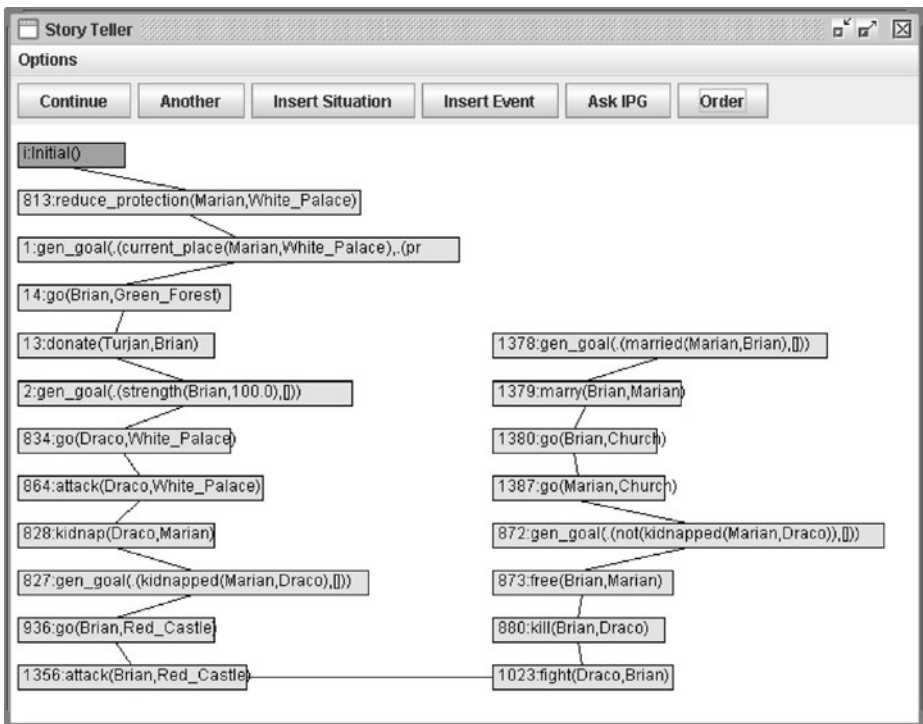 Story Teller
Options
Continue Another Insert Situation Insert Event Ask IPG Order
i:Initial()
813:reduce_protection(Marian,White_Palace)
1:gen_goal(.(current_place(Marian,White_Palace),.(pr
14:go(Brian,Green_Forest)
13:donate(Turjan,Brian)
2:gen_goal(.(strength(Brian,100.0),[]))
834:go(Draco,White_Palace)
864:attack(Draco,White_Palace)
828:kidnap(Draco,Marian)
827:gen_goal(.(kidnapped(Marian,Draco),[]))
936:go(Brian,Red_Castle)
1356:attack(Brian,Red_Castle)
1378:gen_goal(.(married(Marian,Brian),[]))
1379:marry(Brian,Marian)
1380:go(Brian,Church)
1387:go(Marian,Church)
872:gen_goal(.(not(kidnapped(Marian,Draco)),[]))
873:free(Brian,Marian)
880:kill(Brian,Draco)
1023:fight(Draco,Brian)